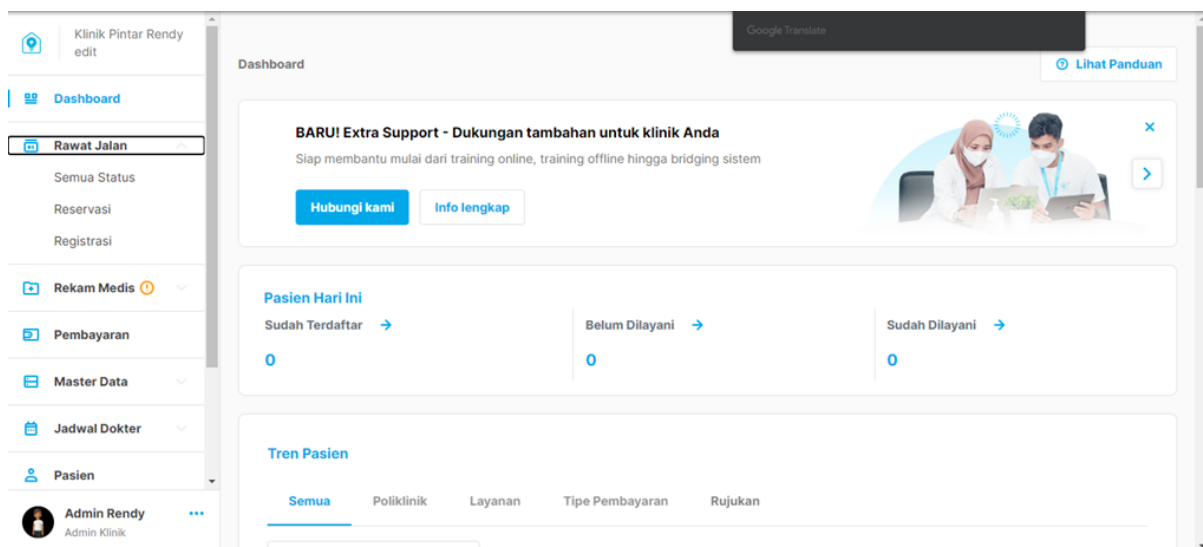 Klinik Pintar Rendy
edit
Dashboard
Rawat Jalan
Semua Status
Reservasi
Registrasi
Rekam Medis
Pembayaran
Master Data
Jadwal Dokter
Pasien
Admin Rendy
Admin Klinik
Google Translate
Dashboard
Lihat Panduan
BARU! Extra Support - Dukungan tambahan untuk klinik Anda
Siap membantu mulai dari training online, training offline hingga bridging sistem
Hubungi kami Info lengkap
Pasien Hari Ini
Sudah Terdaftar Belum Dilayani Sudah Dilayani
0 0 0
Tren Pasien
Semua Poliklinik Layanan Tipe Pembayaran Rujukan